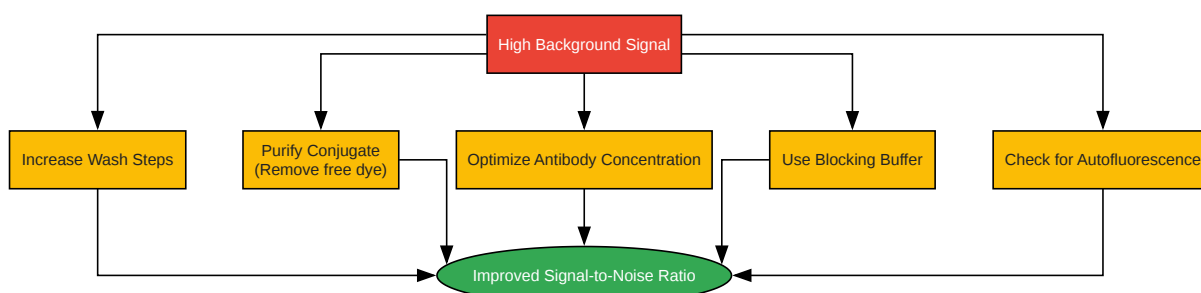 High Background Signal
Increase Wash Steps
Purify Conjugate
(Remove free dye)
Optimize Antibody Concentration
Use Blocking Buffer
Check for Autofluorescence
Improved Signal-to-Noise Ratio